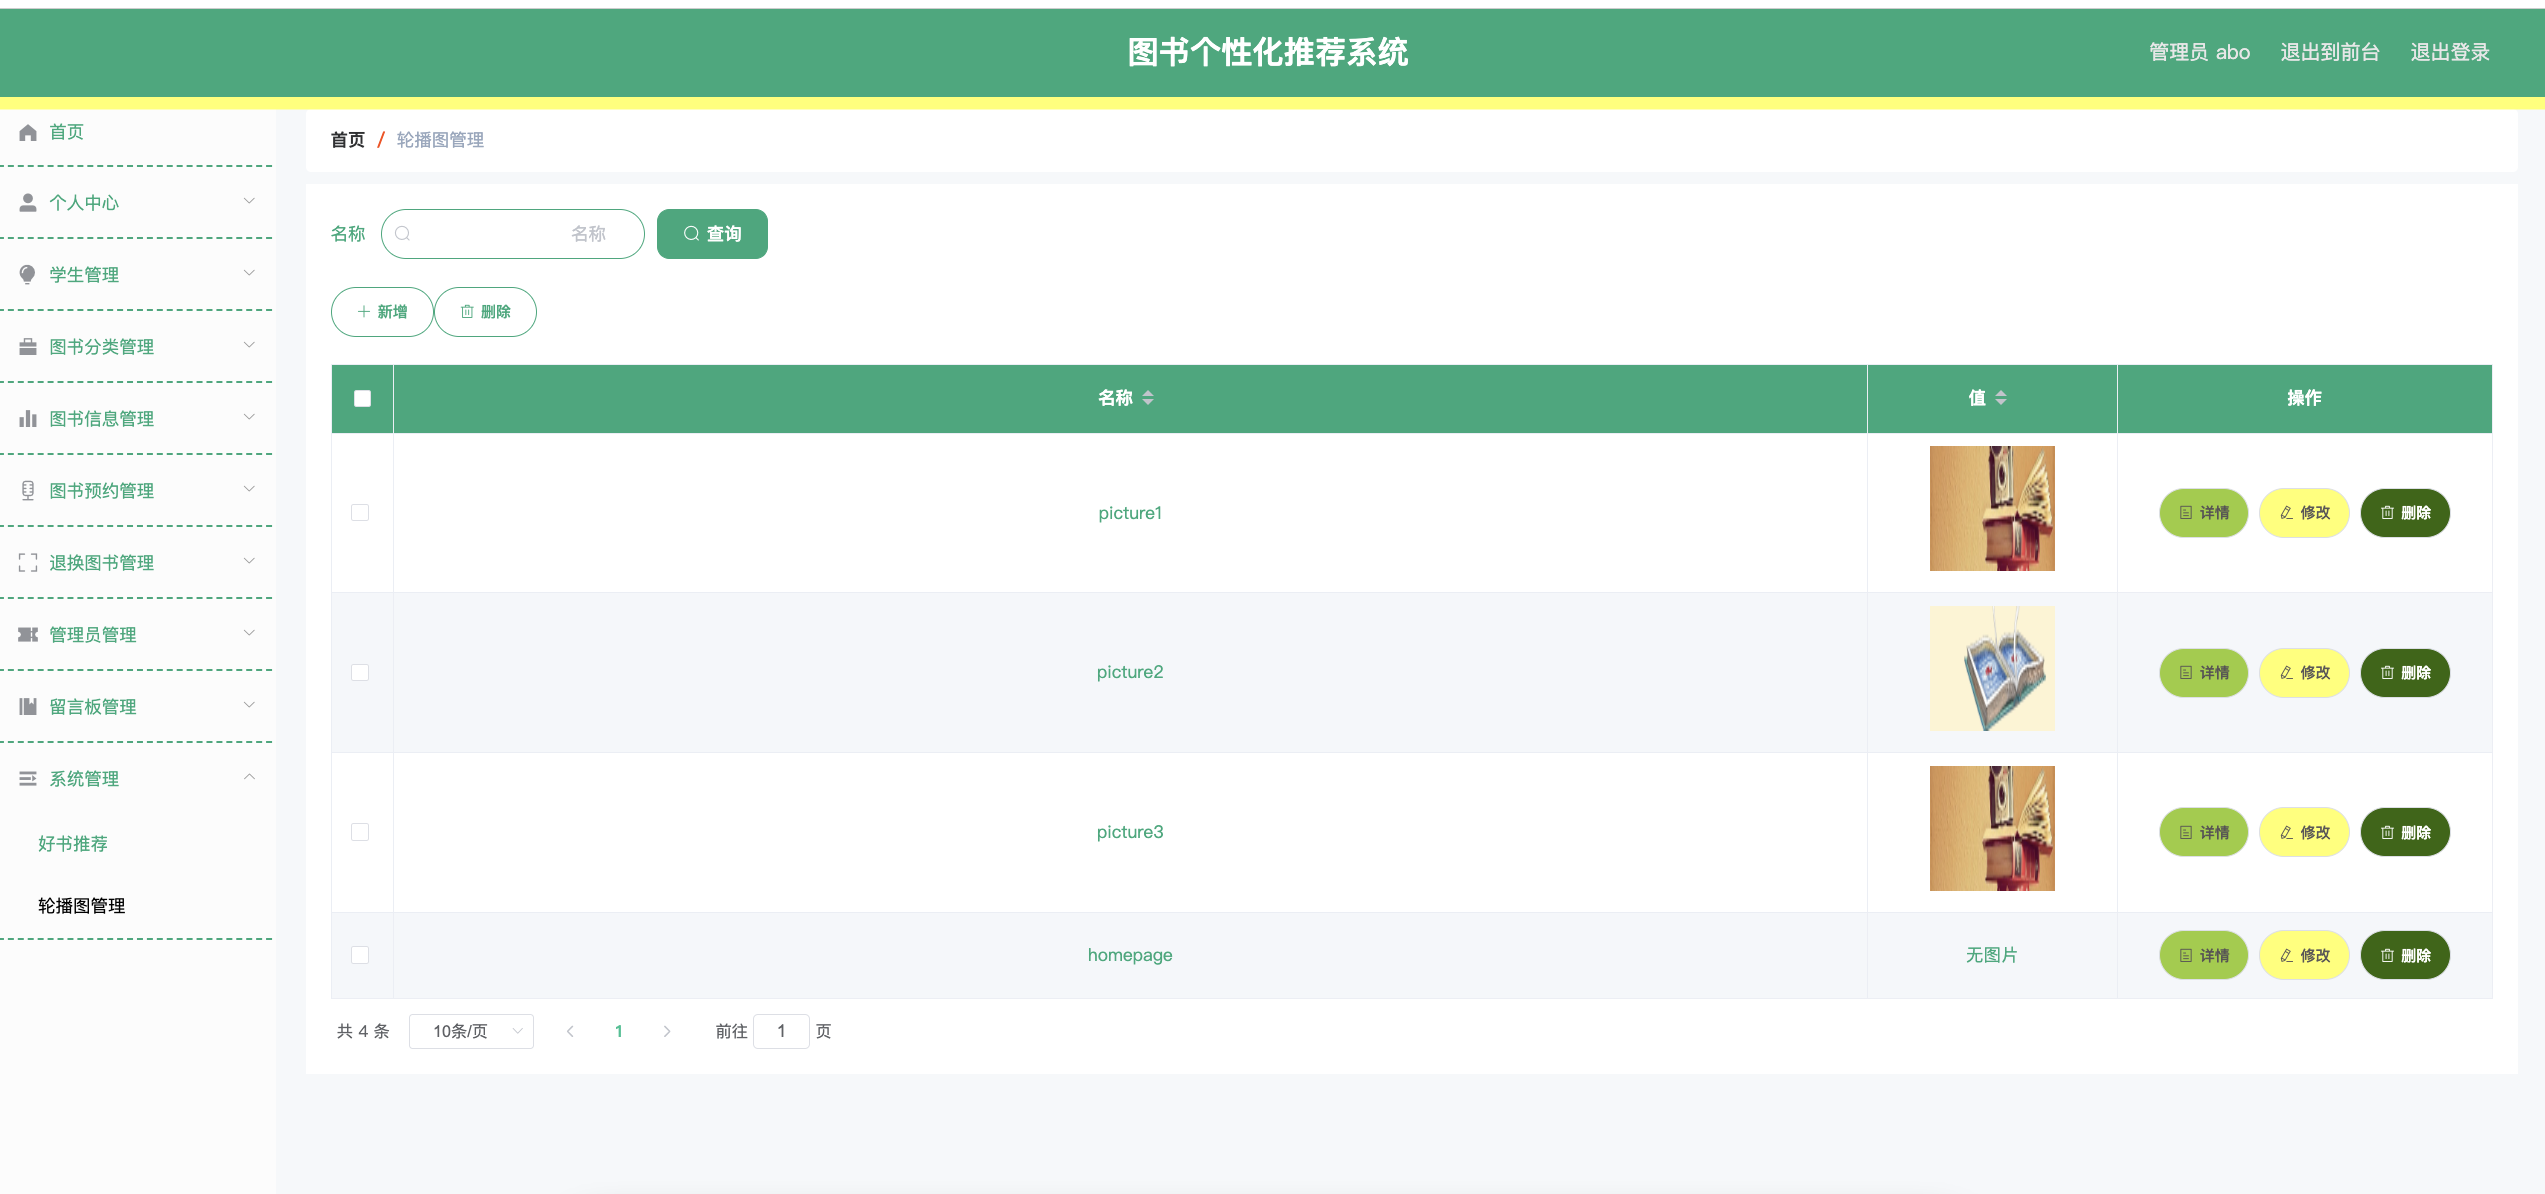 图书个性化推荐系统
管理员 abo 退出到前台 退出登录
首页
个人中心
学生管理
图书分类管理
图书信息管理
图书预约管理
退换图书管理
管理员管理
留言板管理
系统管理
好书推荐
轮播图管理
首页 / 轮播图管理
名称 名称 查询
新增 删除
名称 值 操作
picture1 详情 修改 删除
picture2 详情 修改 删除
picture3 详情 修改 删除
homepage 无图片 详情 修改 删除
共 4 条 10条/页 1 前往 1 页